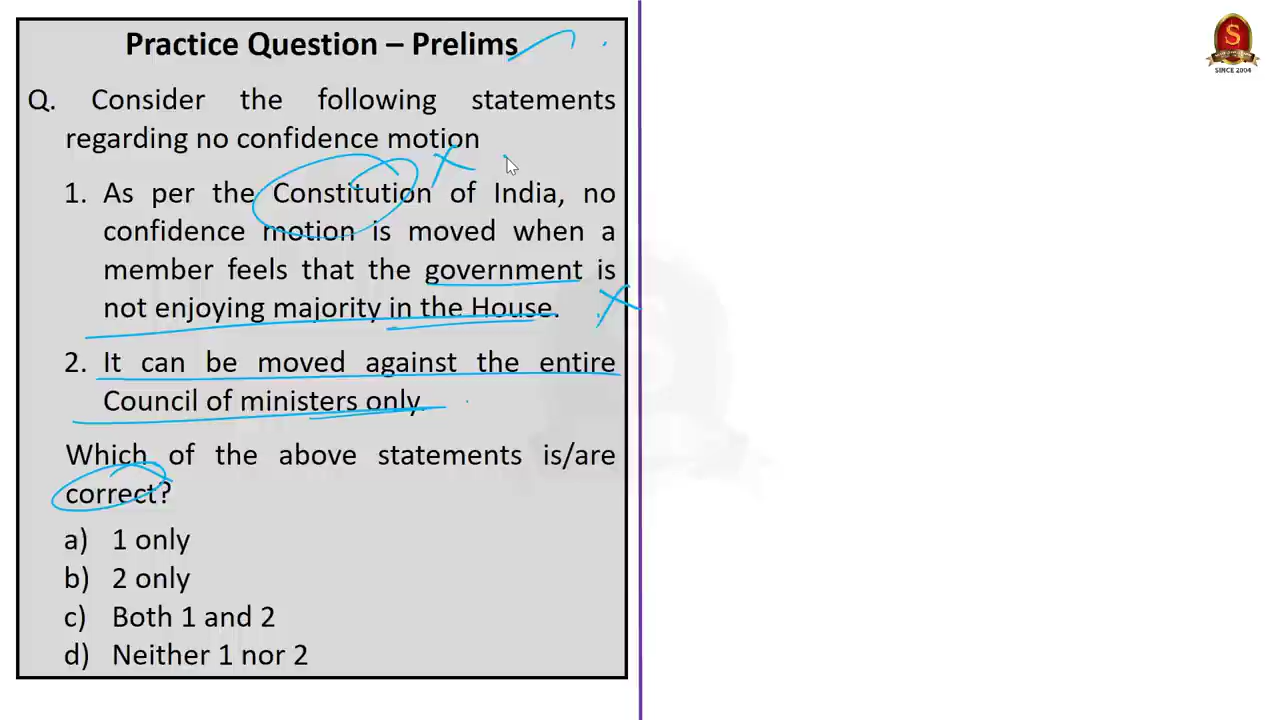 Practice Question – Prelims
Q. Consider the following statements
regarding no confidence motion
1. As per the Constitution of India, no
confidence motion is moved when a
member feels that the government is
not enjoying majority in the House.
2. It can be moved against the entire
Council of ministers only.
Which of the above statements is/are
correct?
a) 1 only
b) 2 only
c) Both 1 and 2
d) Neither 1 nor 2
S
SINCE 2004